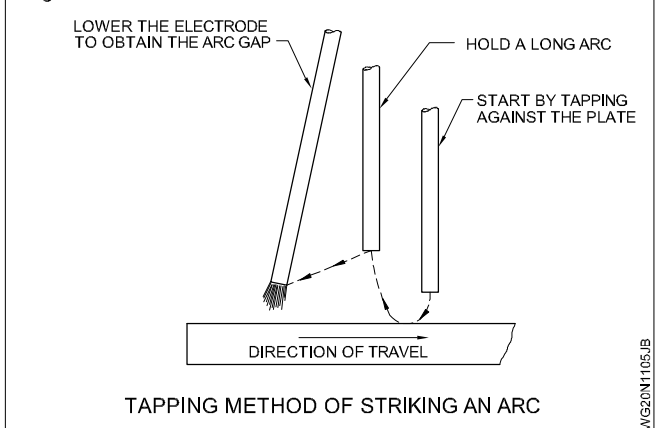 LOWER THE ELECTRODE
TO OBTAIN THE ARC GAP
HOLD A LONG ARC
START BY TAPPING
AGAINST THE PLATE
DIRECTION OF TRAVEL
TAPPING METHOD OF STRIKING AN ARC
WG20N1105JB